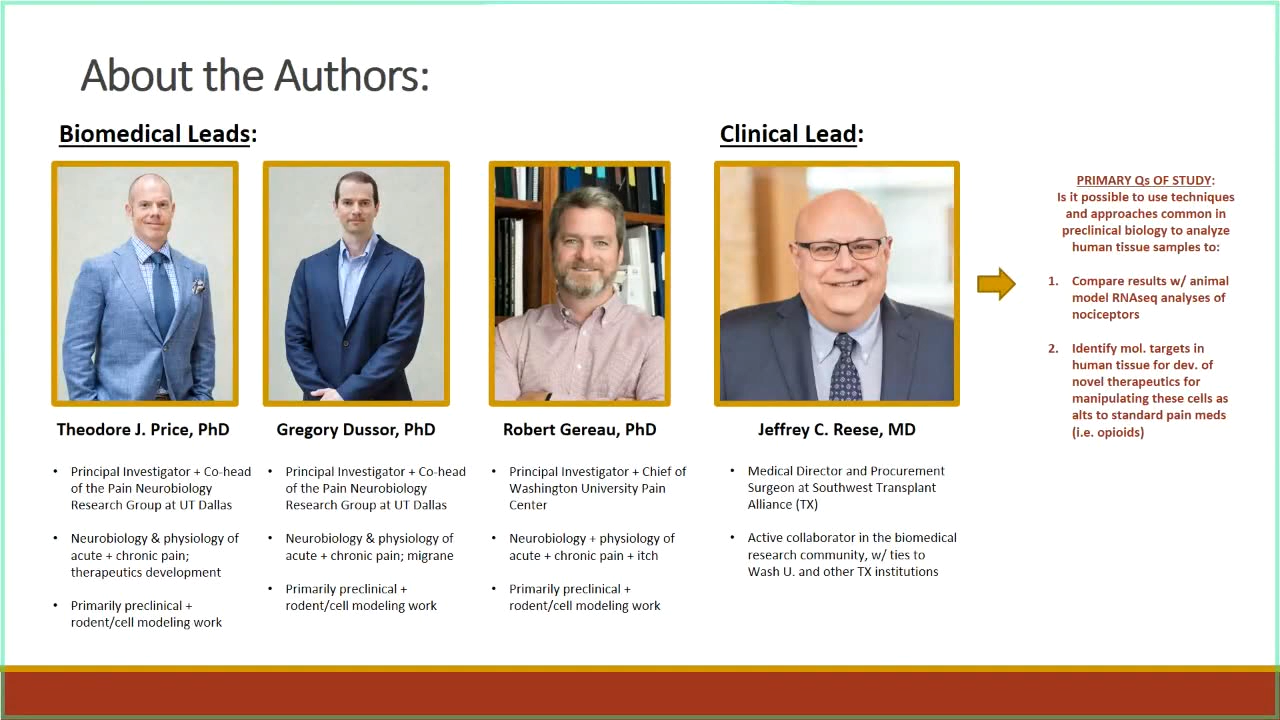 About the Authors:
Biomedical Leads:
Theodore J. Price, PhD
• Principal Investigator + Co-head
of the Pain Neurobiology
Research Group at UT Dallas
• Neurobiology & physiology of
acute + chronic pain;
therapeutics development
• Primarily preclinical +
rodent/cell modeling work
Gregory Dussor, PhD
• Principal Investigator + Co-head
of the Pain Neurobiology
Research Group at UT Dallas
• Neurobiology & physiology of
acute + chronic pain; migrane
• Primarily preclinical +
rodent/cell modeling work
Robert Gereau, PhD
• Principal Investigator + Chief of
Washington University Pain
Center
• Neurobiology + physiology of
acute + chronic pain + itch
• Primarily preclinical +
rodent/cell modeling work
Clinical Lead:
Jeffrey C. Reese, MD
• Medical Director and Procurement
Surgeon at Southwest Transplant
Alliance (TX)
• Active collaborator in the biomedical
research community, w/ ties to
Wash U. and other TX institutions
PRIMARY Qs OF STUDY:
Is it possible to use techniques
and approaches common in
preclinical biology to analyze
human tissue samples to:
1. Compare results w/ animal
model RNAseq analyses of
nociceptors
2. Identify mol. targets in
human tissue for dev. of
novel therapeutics for
manipulating these cells as
alts to standard pain meds
(i.e. opioids)